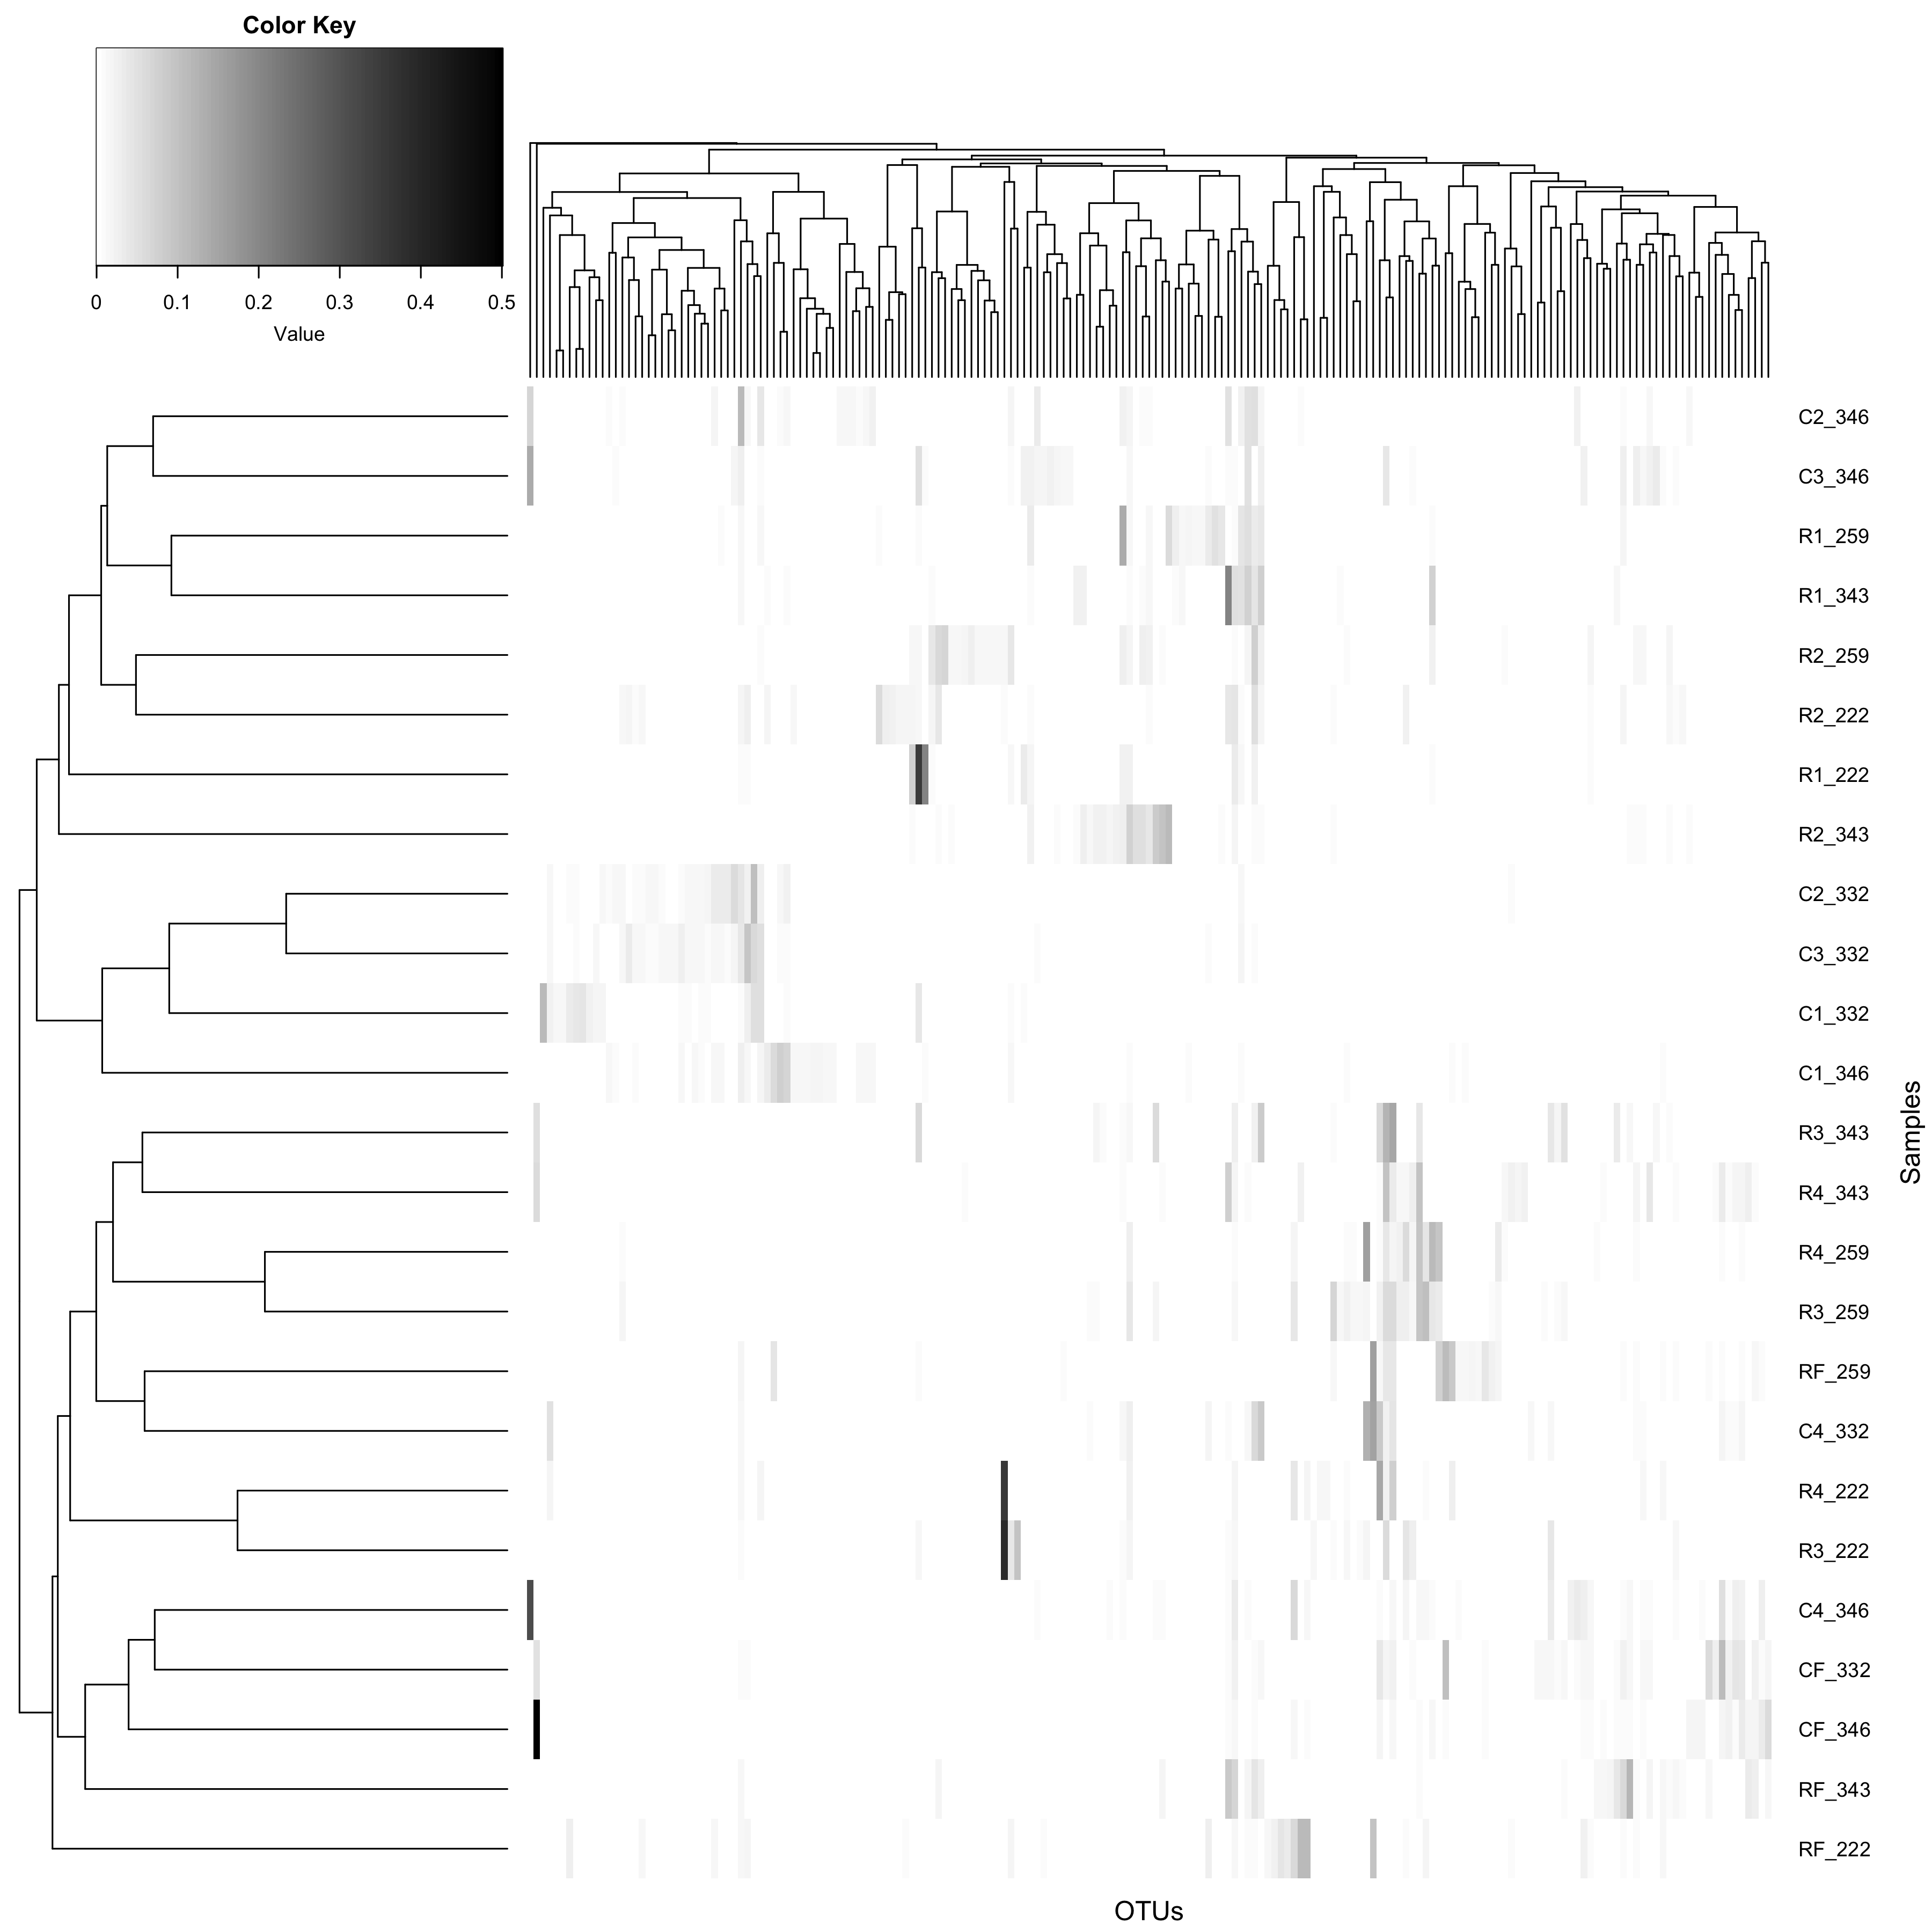 Color Key
0 0.1 0.2 0.3 0.4 0.5
Value
C2_346
C3_346
R1_259
R1_343
R2_259
R2_222
R1_222
R2_343
C2_332
C3_332
C1_332
C1_346
R3_343
R4_343
R4_259
R3_259
RF_259
C4_332
R4_222
R3_222
C4_346
CF_332
CF_346
RF_343
RF_222
Samples
OTUs